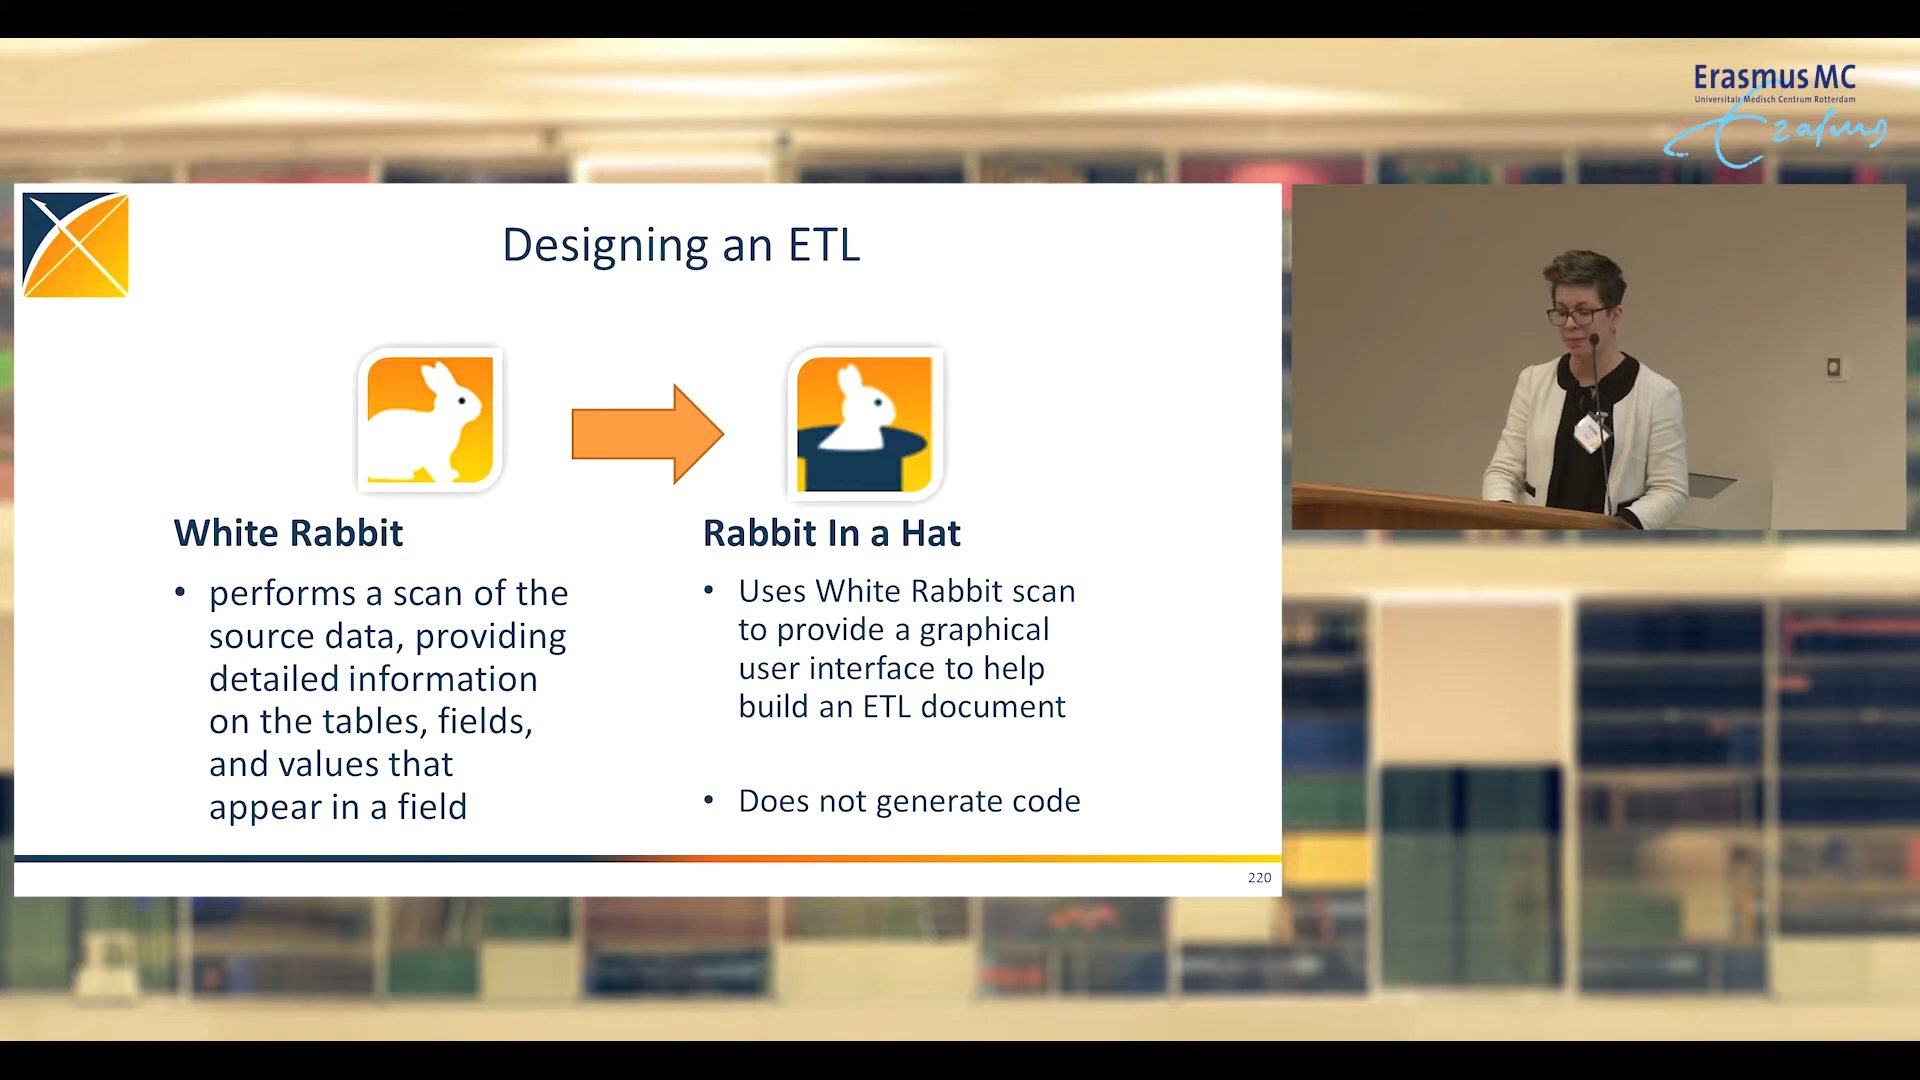 Erasmus MC
Universitair Medisch Centrum Rotterdam
Erasmus
Designing an ETL
White Rabbit
• performs a scan of the
source data, providing
detailed information
on the tables, fields,
and values that
appear in a field
Rabbit In a Hat
• Uses White Rabbit scan
to provide a graphical
user interface to help
build an ETL document
• Does not generate code
220